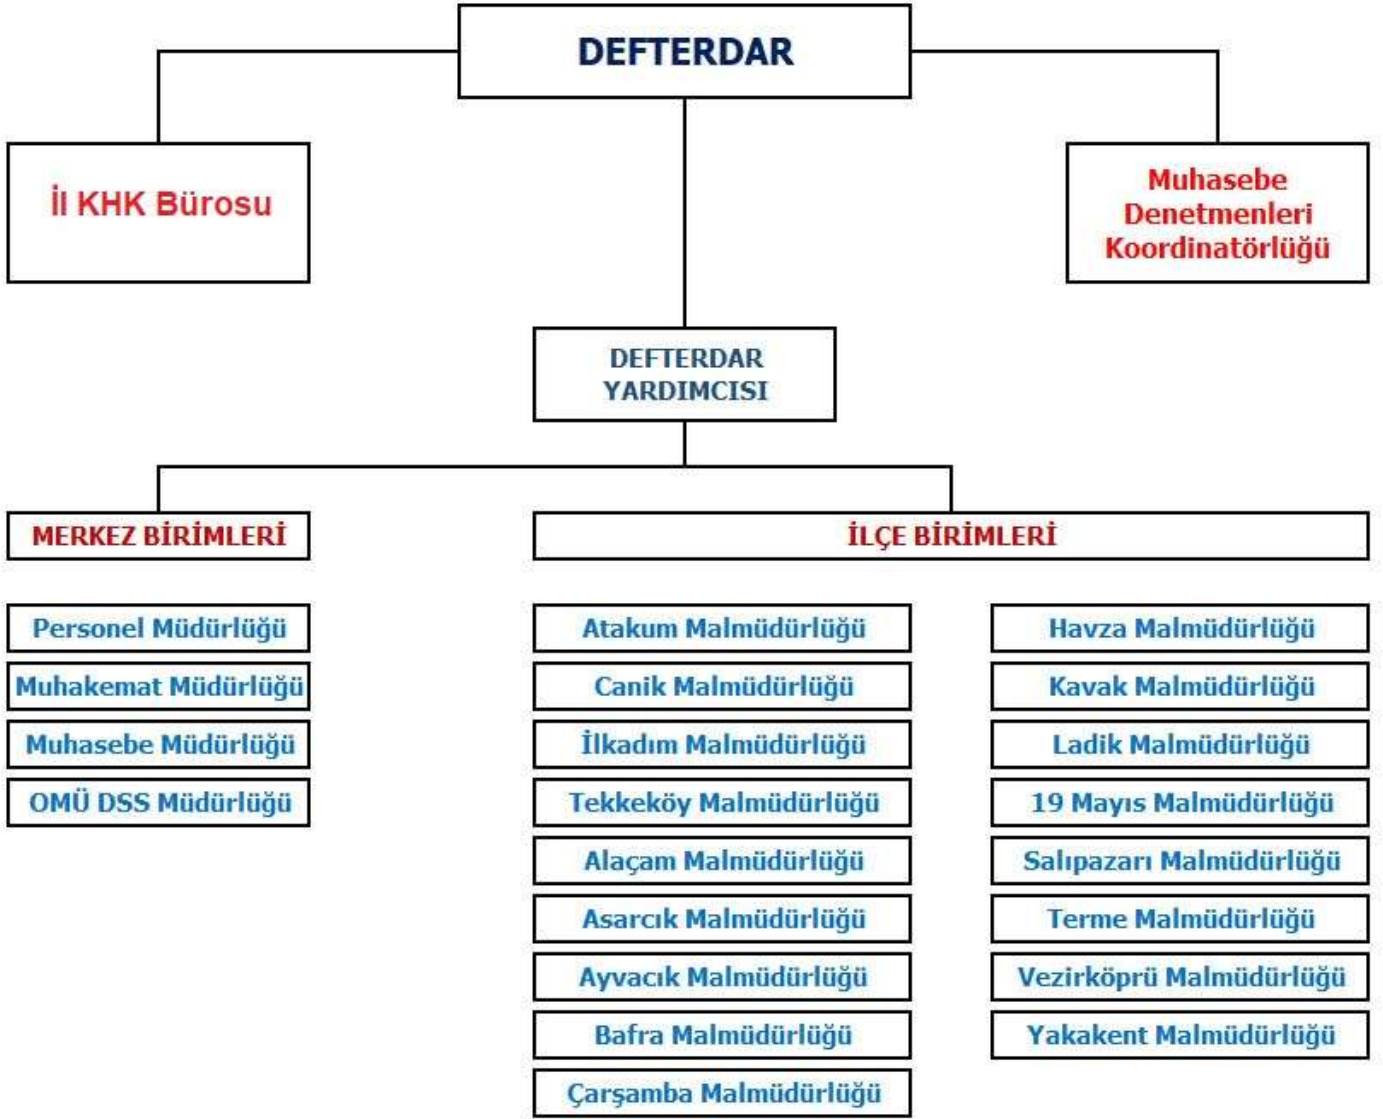 DEFTERDAR
İl KHK Bürosu
Muhasebe
Denetmenleri
Koordinatörlüğü
DEFTERDAR
YARDIMCISI
MERKEZ BİRİMLERİ
Personel Müdürlüğü
Muhakemat Müdürlüğü
Muhasebe Müdürlüğü
OMÜ DSS Müdürlüğü
İLÇE BİRİMLERİ
Atakum Malmüdürlüğü
Canik Malmüdürlüğü
İlkadım Malmüdürlüğü
Tekkeköy Malmüdürlüğü
Alaçam Malmüdürlüğü
Asarcık Malmüdürlüğü
Ayvacık Malmüdürlüğü
Bafra Malmüdürlüğü
Çarşamba Malmüdürlüğü
Havza Malmüdürlüğü
Kavak Malmüdürlüğü
Ladik Malmüdürlüğü
19 Mayıs Malmüdürlüğü
Salıpazarı Malmüdürlüğü
Terme Malmüdürlüğü
Vezirköprü Malmüdürlüğü
Yakakent Malmüdürlüğü